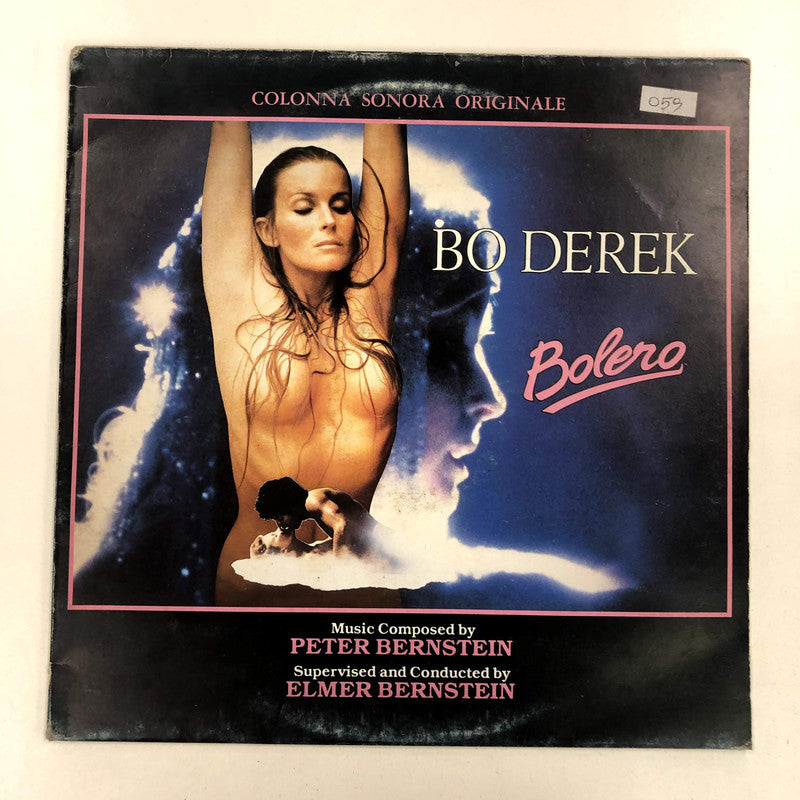 COLONNA SONORA ORIGINALE
059
BO DEREK
Bolero
Music Composed by
PETER BERNSTEIN
Supervised and Conducted by
ELMER BERNSTEIN